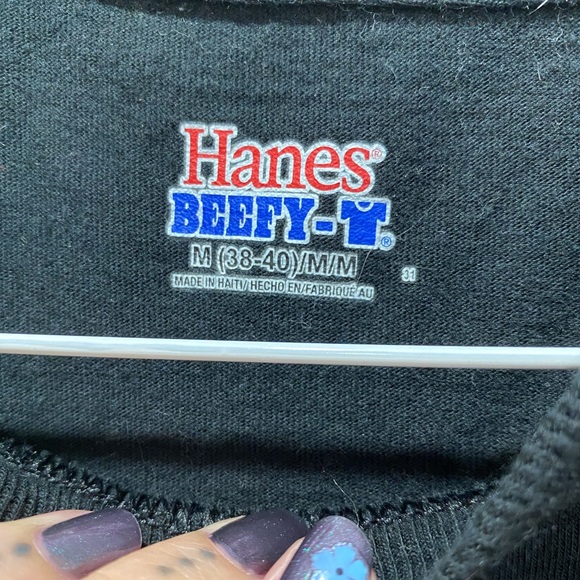 Hanes®
BEEFY-T®
M (38-40)/M/M
31
MADE IN HAITI/ HECHO EN/FABRIQUÉ AU